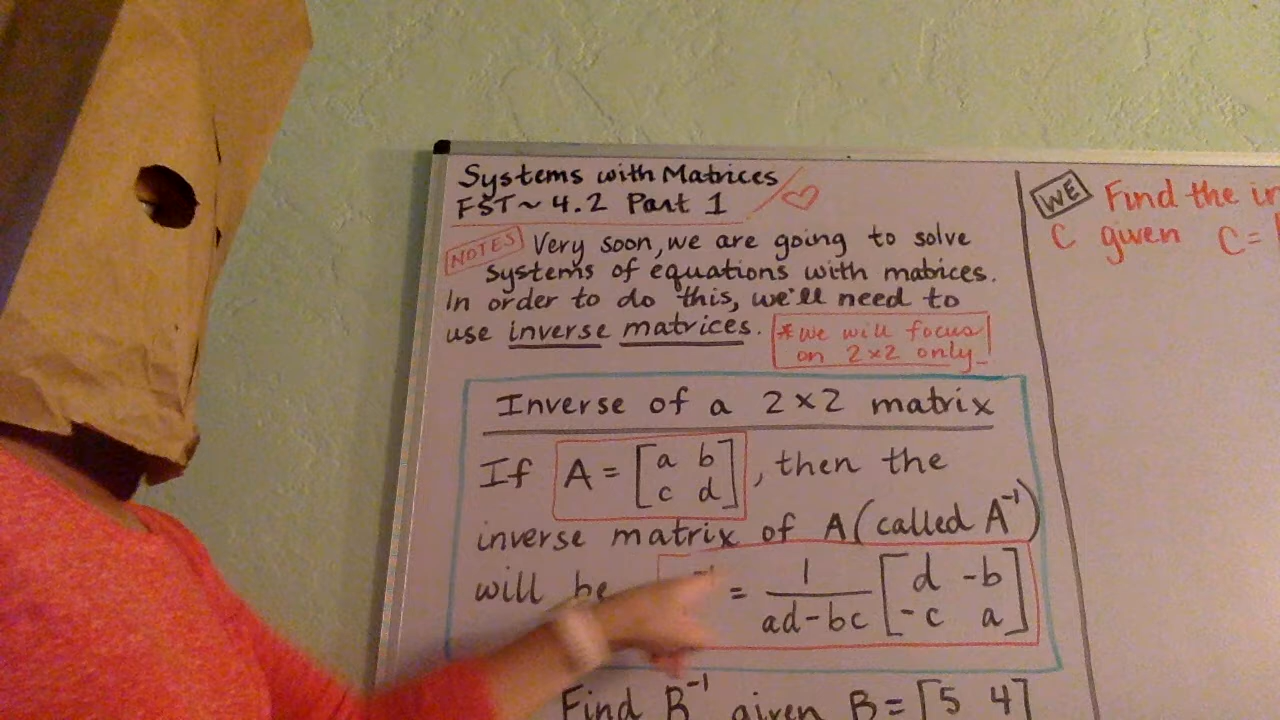 Systems with Matrices
FST~ 4.2 Part 1
NOTES Very soon, we are going to solve
systems of equations with matrices.
In order to do this, we'll need to
use inverse matrices. *we will focus
on 2x2 only
Inverse of a 2x2 matrix
If A = [a b
c d], then the
inverse matrix of A (called A⁻¹)
will be ⁻¹ = 1/(ad-bc) [d -b
-c a]
Find B⁻¹ given B = [5 4]
WE Find the
C given C = [